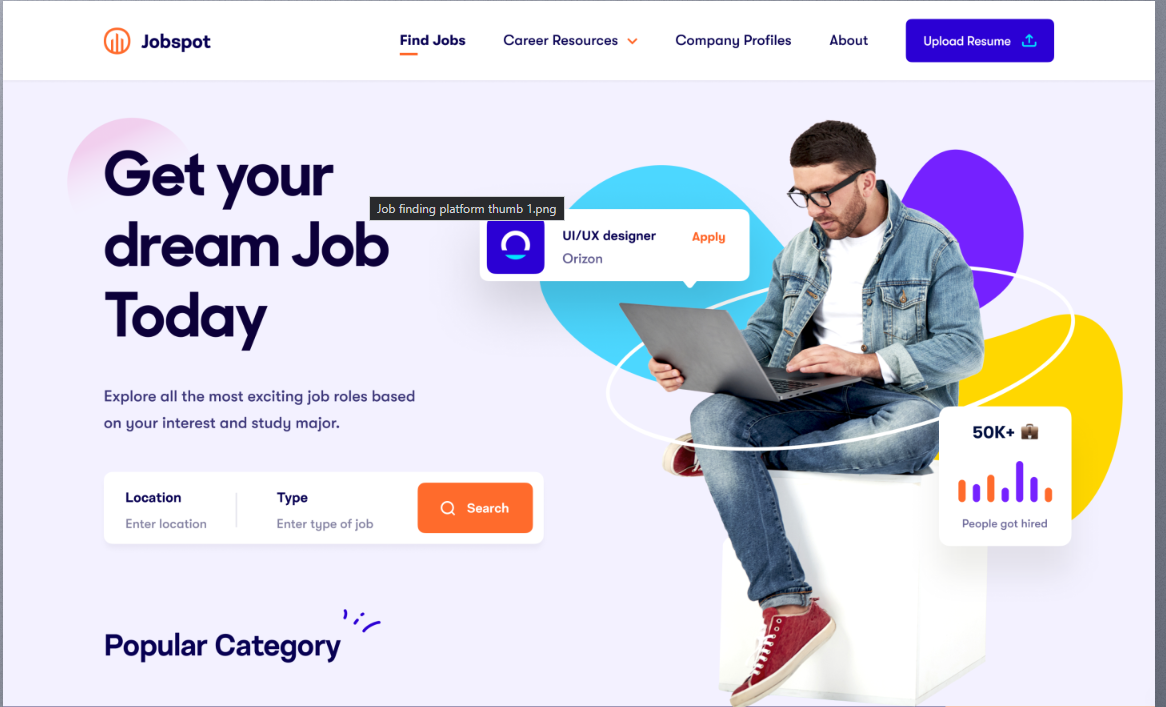 Jobspot
Find Jobs
Career Resources
Company Profiles
About
Upload Resume
Get your
dream Job
Today
Job finding platform thumb 1.png
UI/UX designer
Orizon
Apply
Explore all the most exciting job roles based
on your interest and study major.
Location
Enter location
Type
Enter type of job
Search
50K+
People got hired
Popular Category